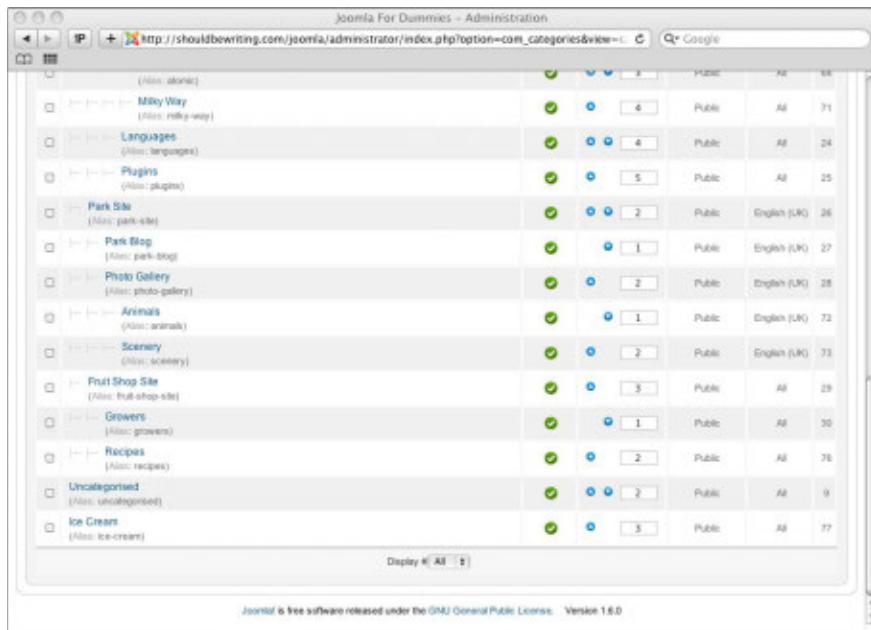 Joomla For Dummies – Administration
http://shouldbewriting.com/joomla/administrator/index.php?option=com_categories&view=c
Google
(Alias: atomic) 3 Public All 68
Milky Way 4 Public All 71
(Alias: milky-way)
Languages 4 Public All 24
(Alias: languages)
Plugins 5 Public All 25
(Alias: plugins)
Park Site 2 Public English (UK) 26
(Alias: park-site)
Park Blog 1 Public English (UK) 27
(Alias: park-blog)
Photo Gallery 2 Public English (UK) 28
(Alias: photo-gallery)
Animals 1 Public English (UK) 72
(Alias: animals)
Scenery 2 Public English (UK) 73
(Alias: scenery)
Fruit Shop Site 3 Public All 29
(Alias: fruit-shop-site)
Growers 1 Public All 30
(Alias: growers)
Recipes 2 Public All 76
(Alias: recipes)
Uncategorised 2 Public All 9
(Alias: uncategorised)
Ice Cream 3 Public All 77
(Alias: ice-cream)
Display # All
Joomla! is free software released under the GNU General Public License. Version 1.6.0